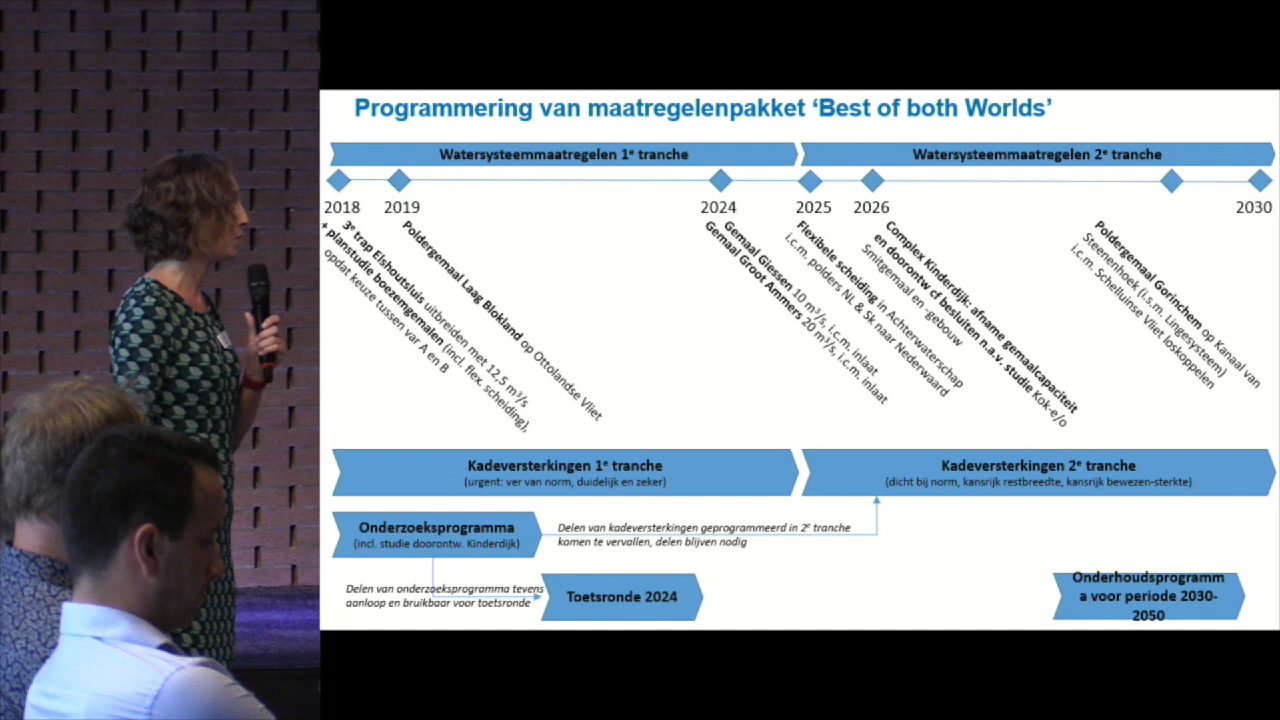 Programmering van maatregelenpakket ‘Best of both Worlds’
Watersysteemmaatregelen 1e tranche
Watersysteemmaatregelen 2e tranche
2018
2019
2024
2025
2026
2030
3e trap Elshoutsluis uitbreiden met 12,5 m³/s
+ planstudie boezemgemalen (incl. flex. scheiding),
opdat keuze tussen var A en B
Poldergemaal Laag Blokland op Ottolandse Vliet
Gemaal Giessen 10 m³/s, i.c.m. inlaat
Gemaal Groot Ammers 20 m³/s, i.c.m. inlaat
Flexibele scheiding in Achterwaterschap
i.c.m. polders NL & Sk naar Nederwaard
Complex Kinderdijk: afname gemaalcapaciteit
en doorontw cf besluiten n.a.v. studie Kok-e/o
Smitgemaal en -gebouw
Poldergemaal Gorinchem op Kanaal van
Steenenhoek (i.s.m. Lingesysteem)
i.c.m. Schelluinse Vliet loskoppelen
Kadeversterkingen 1e tranche
(urgent: ver van norm, duidelijk en zeker)
Kadeversterkingen 2e tranche
(dicht bij norm, kansrijk restbreedte, kansrijk bewezen-sterkte)
Onderzoeksprogramma
(incl. studie doorontw. Kinderdijk)
Delen van kadeversterkingen geprogrammeerd in 2e tranche
komen te vervallen, delen blijven nodig
Delen van onderzoeksprogramma tevens
aanloop en bruikbaar voor toetsronde
Toetsronde 2024
Onderhoudsprogramm
a voor periode 2030-
2050